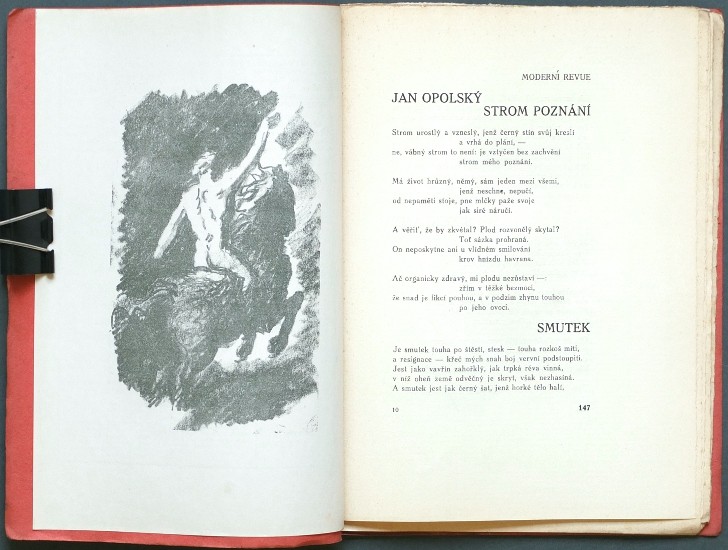 MODERNÍ REVUE
JAN OPOLSKÝ
STROM POZNÁNÍ
Strom urostlý a vzneslý, jenž černý stín svůj kreslí
a vrhá do plání, —
ne, vábný strom to není: je vztyčen bez zachvění
strom mého poznání.
Má život hrůzný, němý, sám jeden mezi všemi,
jenž neschne, nepučí,
od nepaměti stoje, pne mlčky paže svoje
jak siré náručí.
A věřiť, že by zkvétal? Plod rozvonělý skytal?
Toť sázka prohraná.
On neposkytne ani u vlídném smilování
krov hnízdu havrana.
Ač organicky zdravý, mi plodu nezůstaví —:
zřím v těžké bezmoci,
že snad je fikcí pouhou, a v podzim zhynu touhou
po jeho ovoci.
SMUTEK
Je smutek touha po štěstí, stesk — touha rozkoš míti,
a resignace — křeč mých snah boj vervní podstoupiti.
Jest jako vavřín zahořklý, jak trpká réva vinná,
v níž oheň země odvěčný je skryt, však nezhasíná.
A smutek jest jak černý šat, jenž horké tělo halí,
10
147